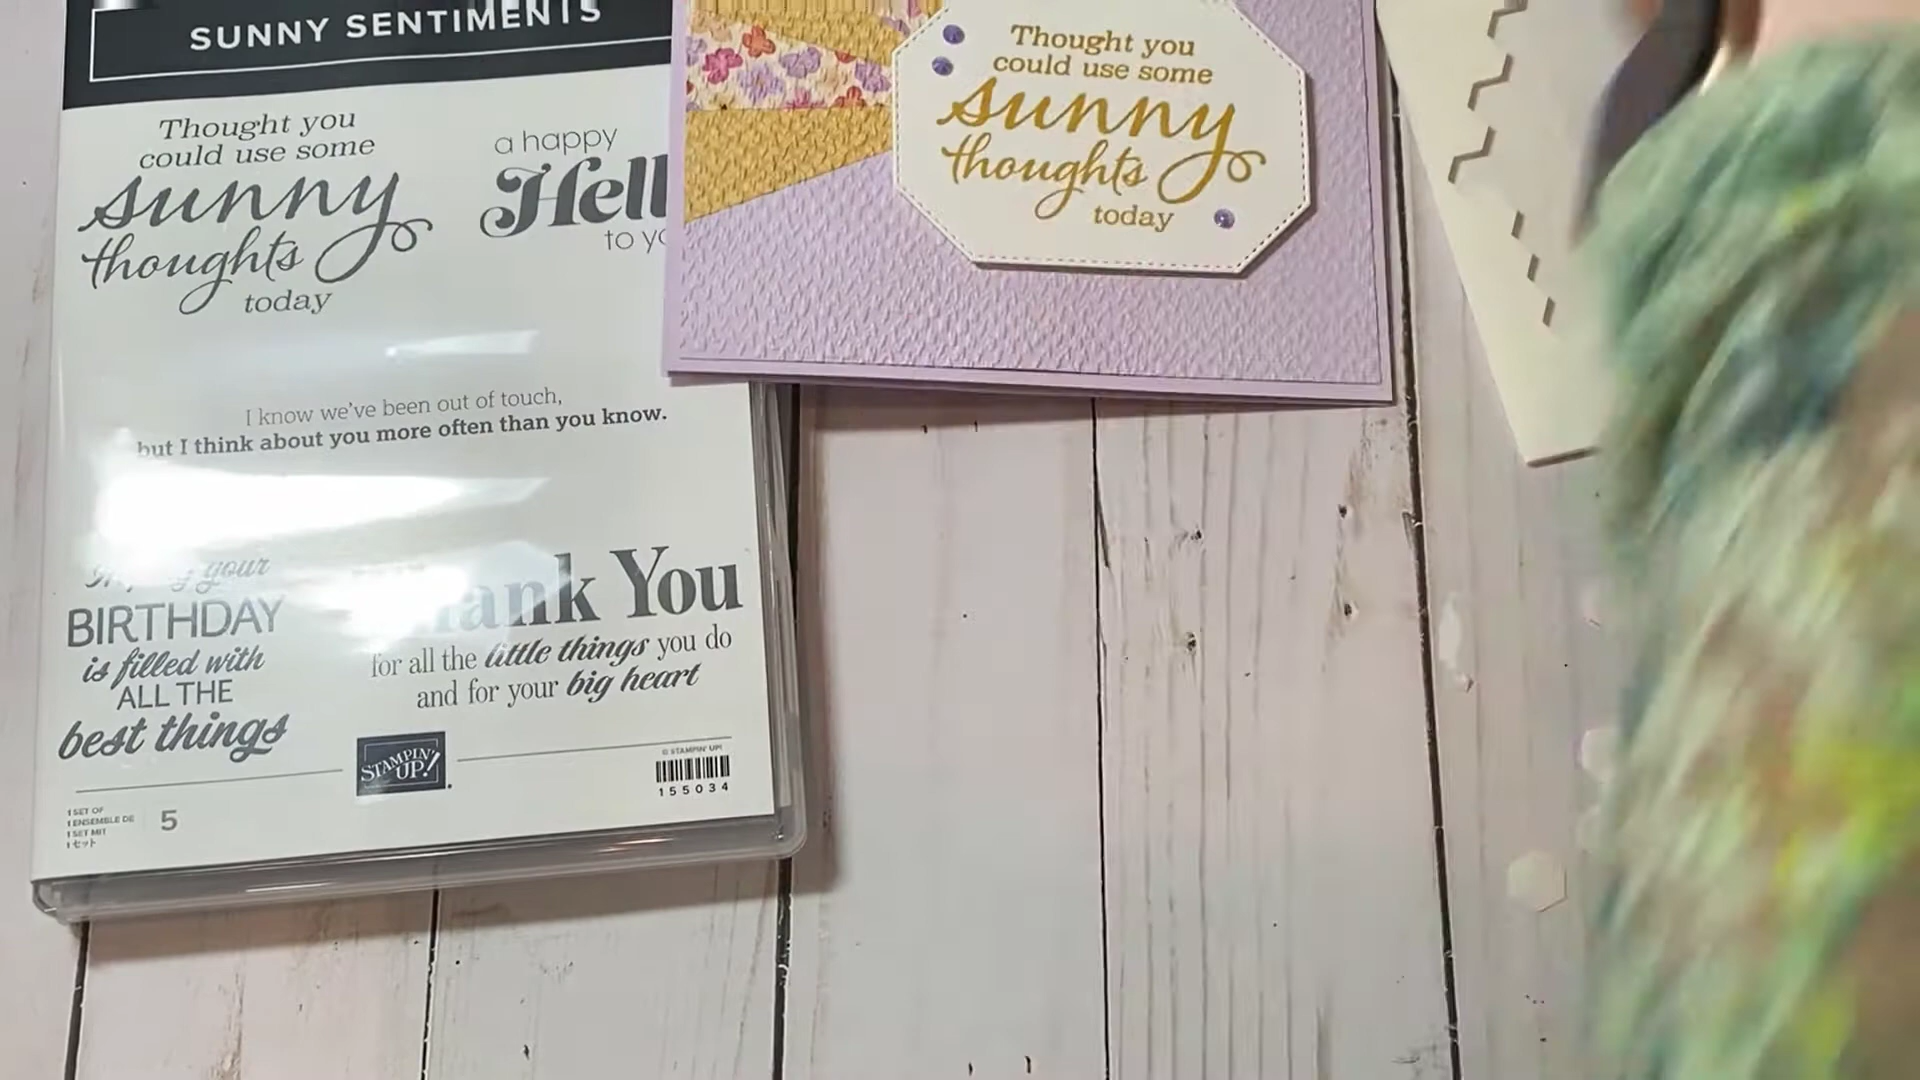 SUNNY SENTIMENTS
Thought you
could use some
sunny
thoughts
today
a happy
Hell
to yo
I know we've been out of touch,
but I think about you more often than you know.
your
BIRTHDAY
is filled with
ALL THE
best things
ank You
for all the little things you do
and for your big heart
STAMPIN'
UP!
© STAMPIN' UP!
155034
1 SET OF
1 ENSEMBLE DE
1 SET MIT
1セット
5
Thought you
could use some
sunny
thoughts
today